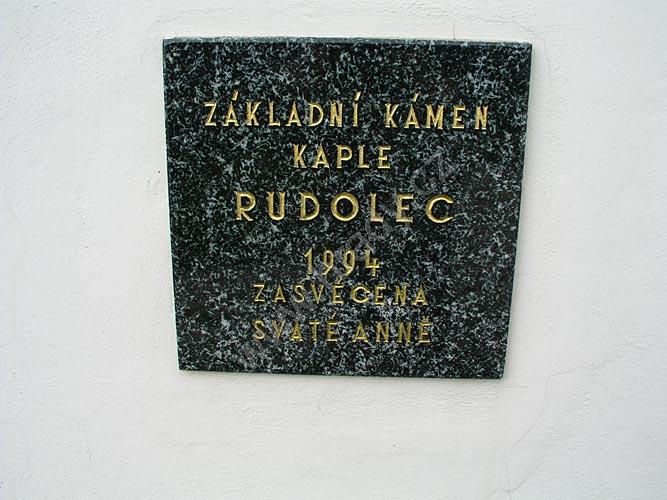 ZÁKLADNÍ KÁMEN
KAPLE
RUDOLEC
1994
ZASVĚCENA
SVATÉ ANNĚ